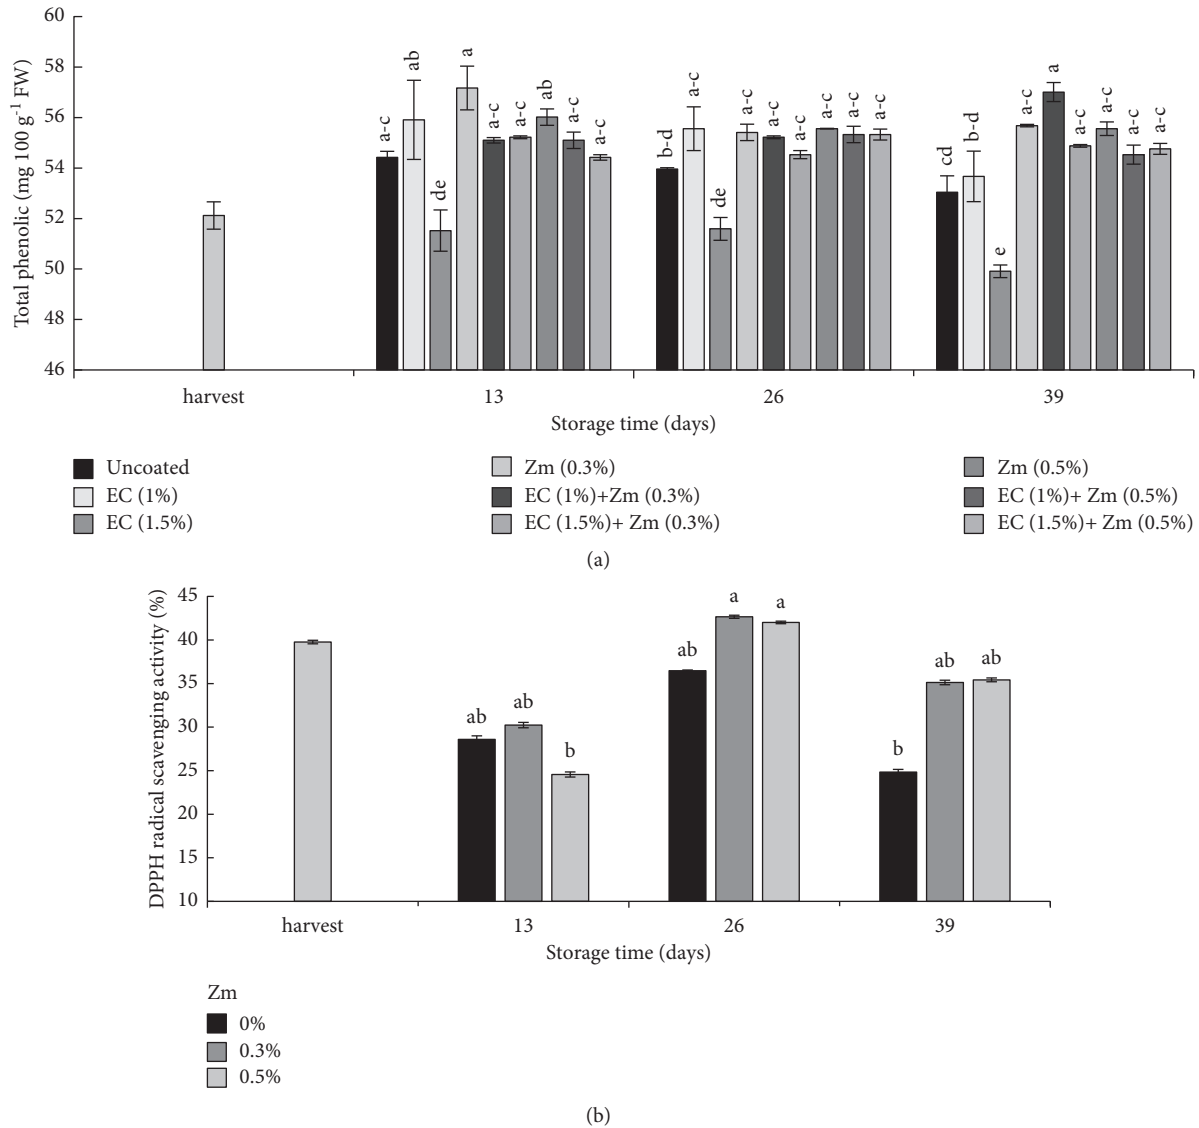 60
58
56
54
52
50
48
46
Total phenolic (mg 100 g-1 FW)
a-c
ab
de
a
a-c
a-c
ab
a-c
a-c
b-d
a-c
de
a-c
a-c
a-c
a-c
a-c
a-c
cd
b-d
e
a-c
a
a-c
a-c
a-c
a-c
harvest 13 26 39
Storage time (days)
Uncoated
EC (1%)
EC (1.5%)
Zm (0.3%)
EC (1%)+Zm (0.3%)
EC (1.5%)+ Zm (0.3%)
Zm (0.5%)
EC (1%)+ Zm (0.5%)
EC (1.5%)+ Zm (0.5%)
(a)
45
40
35
30
25
20
15
10
DPPH radical scavenging activity (%)
ab
ab
b
ab
a
a
b
ab
ab
harvest 13 26 39
Storage time (days)
Zm
0%
0.3%
0.5%
(b)